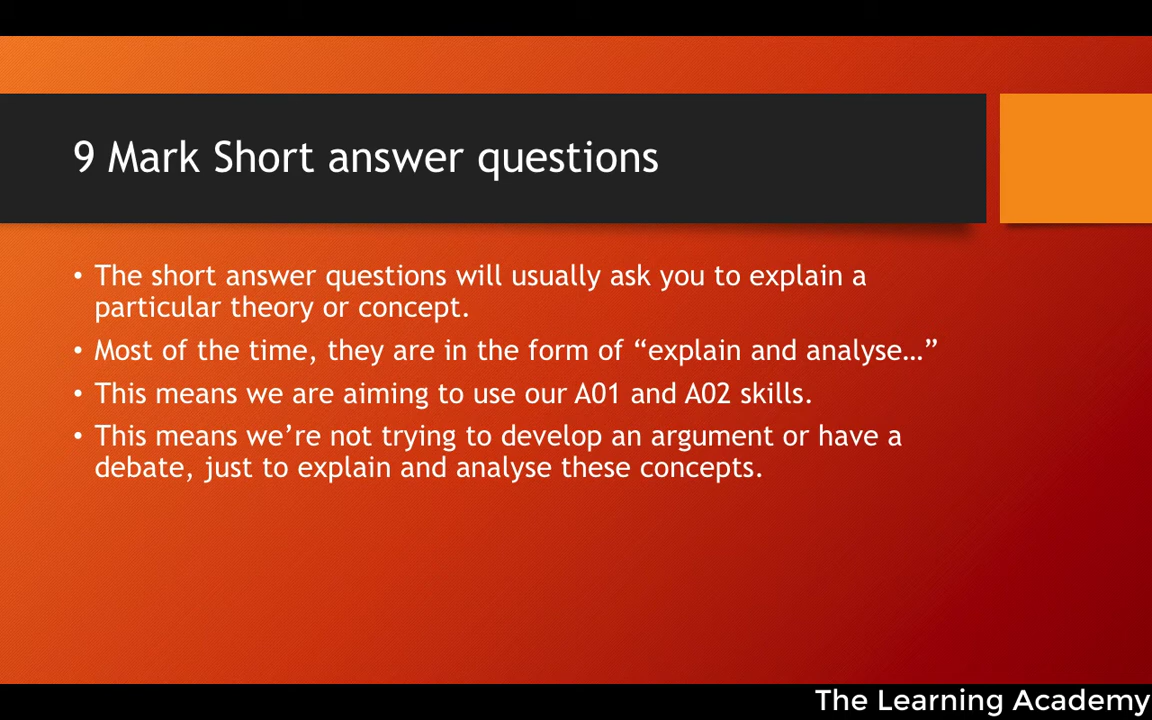 9 Mark Short answer questions
• The short answer questions will usually ask you to explain a
particular theory or concept.
• Most of the time, they are in the form of “explain and analyse…”
• This means we are aiming to use our A01 and A02 skills.
• This means we’re not trying to develop an argument or have a
debate, just to explain and analyse these concepts.
The Learning Academy